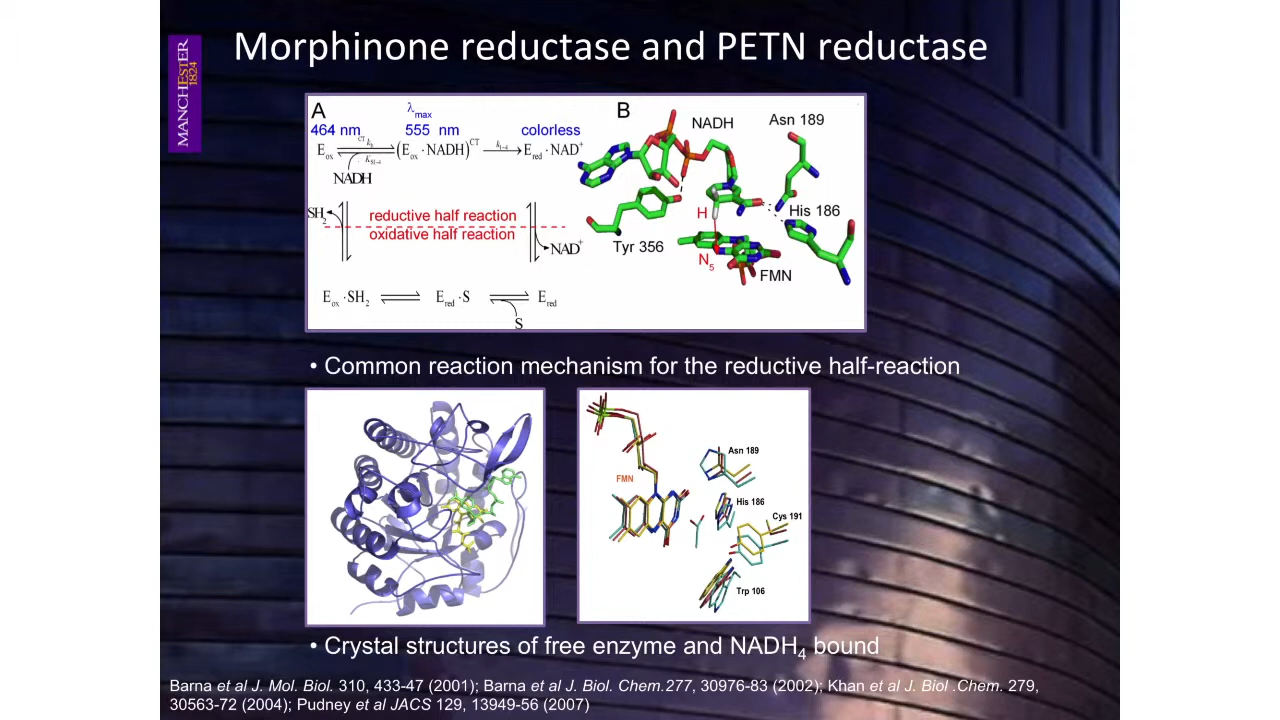 Morphinone reductase and PETN reductase
MANCHESTER
1824
A
λmax
464 nm
555 nm
colorless
Eox
(Eox·NADH)CT
Ered·NAD+
NADH
SH2
reductive half reaction
oxidative half reaction
NAD+
Eox·SH2
Ered·S
Ered
S
B
NADH
Asn 189
H
His 186
Tyr 356
N5
FMN
• Common reaction mechanism for the reductive half-reaction
Asn 189
FMN
His 186
Cys 191
Trp 106
• Crystal structures of free enzyme and NADH4 bound
Barna et al J. Mol. Biol. 310, 433-47 (2001); Barna et al J. Biol. Chem.277, 30976-83 (2002); Khan et al J. Biol .Chem. 279,
30563-72 (2004); Pudney et al JACS 129, 13949-56 (2007)